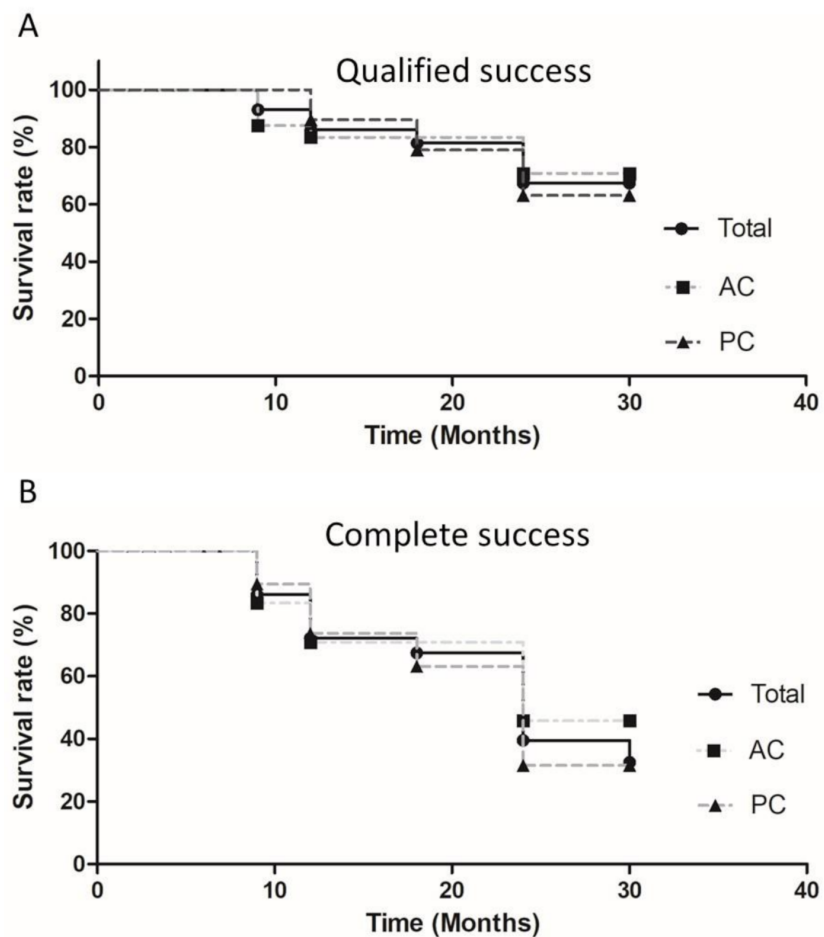 A
Qualified success
Survival rate (%)
100
80
60
40
20
0
0 10 20 30 40
Time (Months)
Total
AC
PC
B
Complete success
Survival rate (%)
100
80
60
40
20
0
0 10 20 30 40
Time (Months)
Total
AC
PC